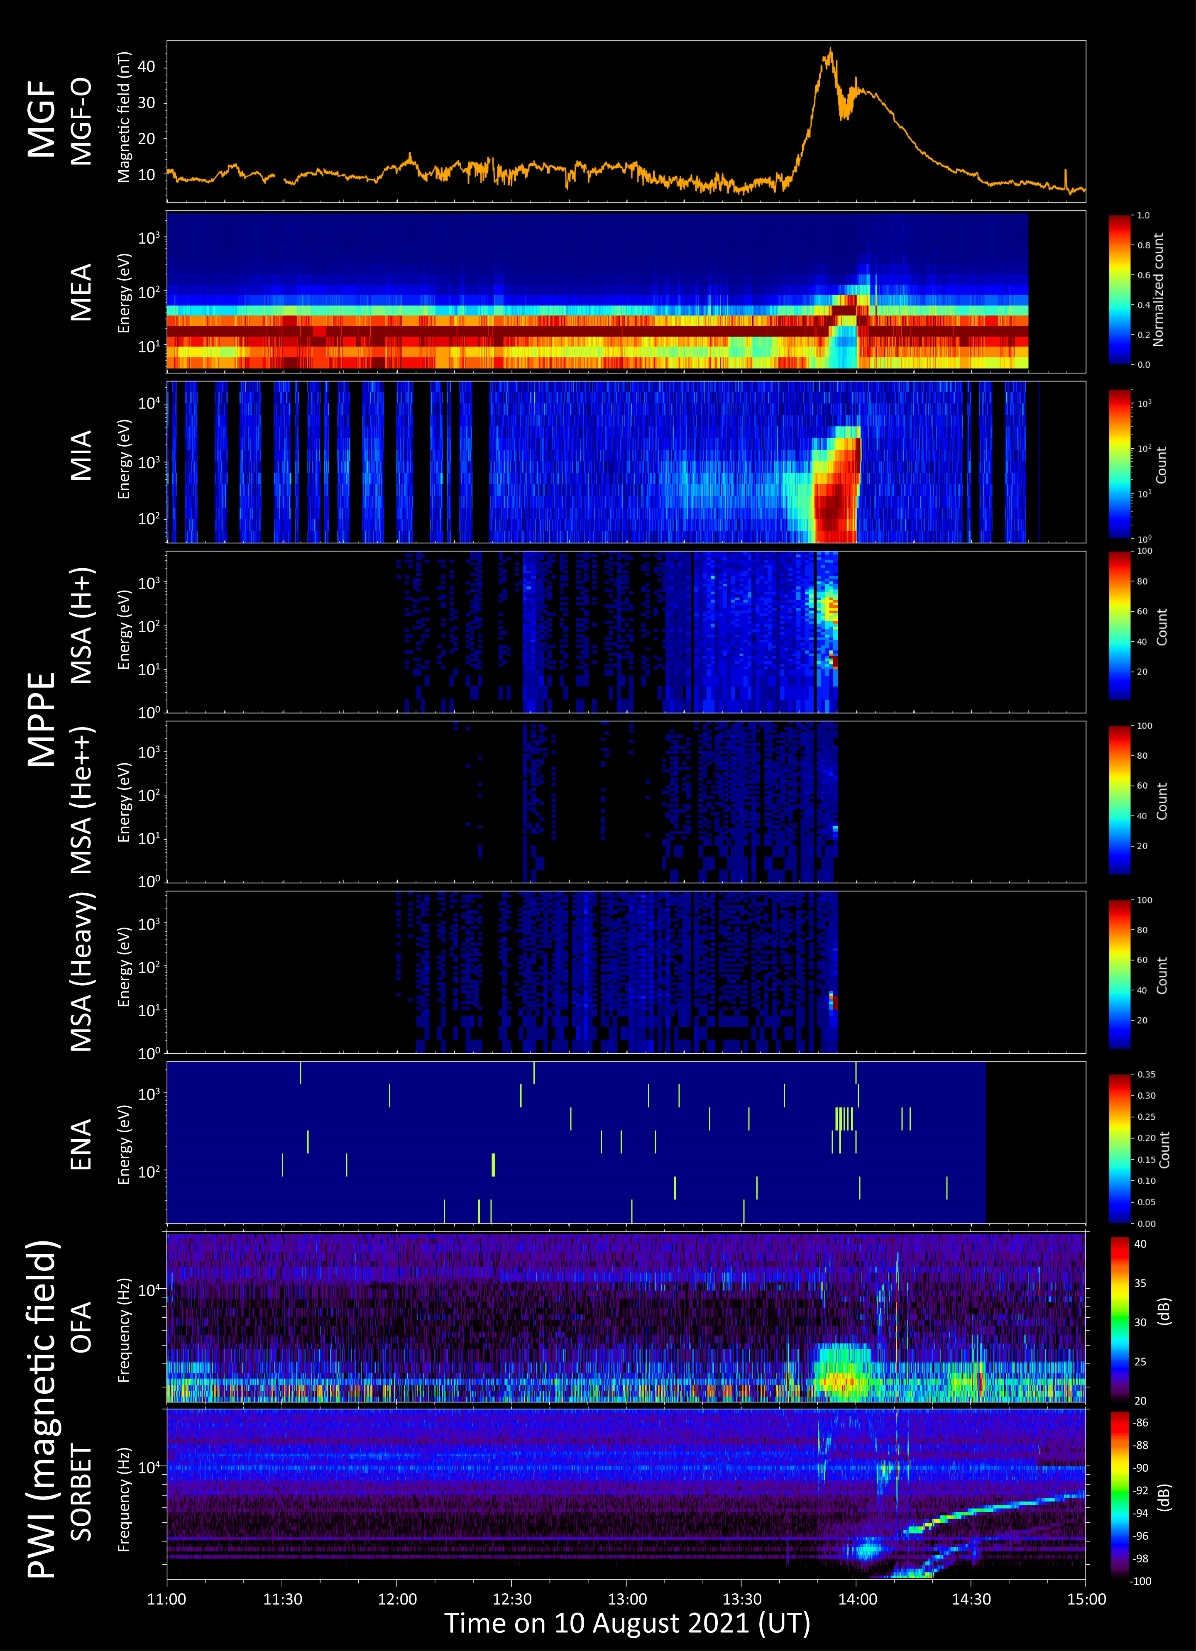 MGF
MGF-O
Magnetic field (nT)
40
30
20
10
MPPE
MEA
Energy (eV)
10³
10²
10¹
1.0
0.8
0.6
0.4
0.2
0.0
Normalized count
MIA
Energy (eV)
10⁴
10³
10²
10³
10²
10¹
10⁰
Count
MSA (H+)
Energy (eV)
10³
10²
10¹
10⁰
100
80
60
40
20
Count
MSA (He++)
Energy (eV)
10³
10²
10¹
10⁰
100
80
60
40
20
Count
MSA (Heavy)
Energy (eV)
10³
10²
10¹
10⁰
100
80
60
40
20
Count
ENA
Energy (eV)
10³
10²
0.35
0.30
0.25
0.20
0.15
0.10
0.05
0.00
Count
PWI (magnetic field)
OFA
Frequency (Hz)
10⁴
40
35
30
25
20
(dB)
SORBET
Frequency (Hz)
10⁴
-86
-88
-90
-92
-94
-96
-98
-100
(dB)
11:00 11:30 12:00 12:30 13:00 13:30 14:00 14:30 15:00
Time on 10 August 2021 (UT)